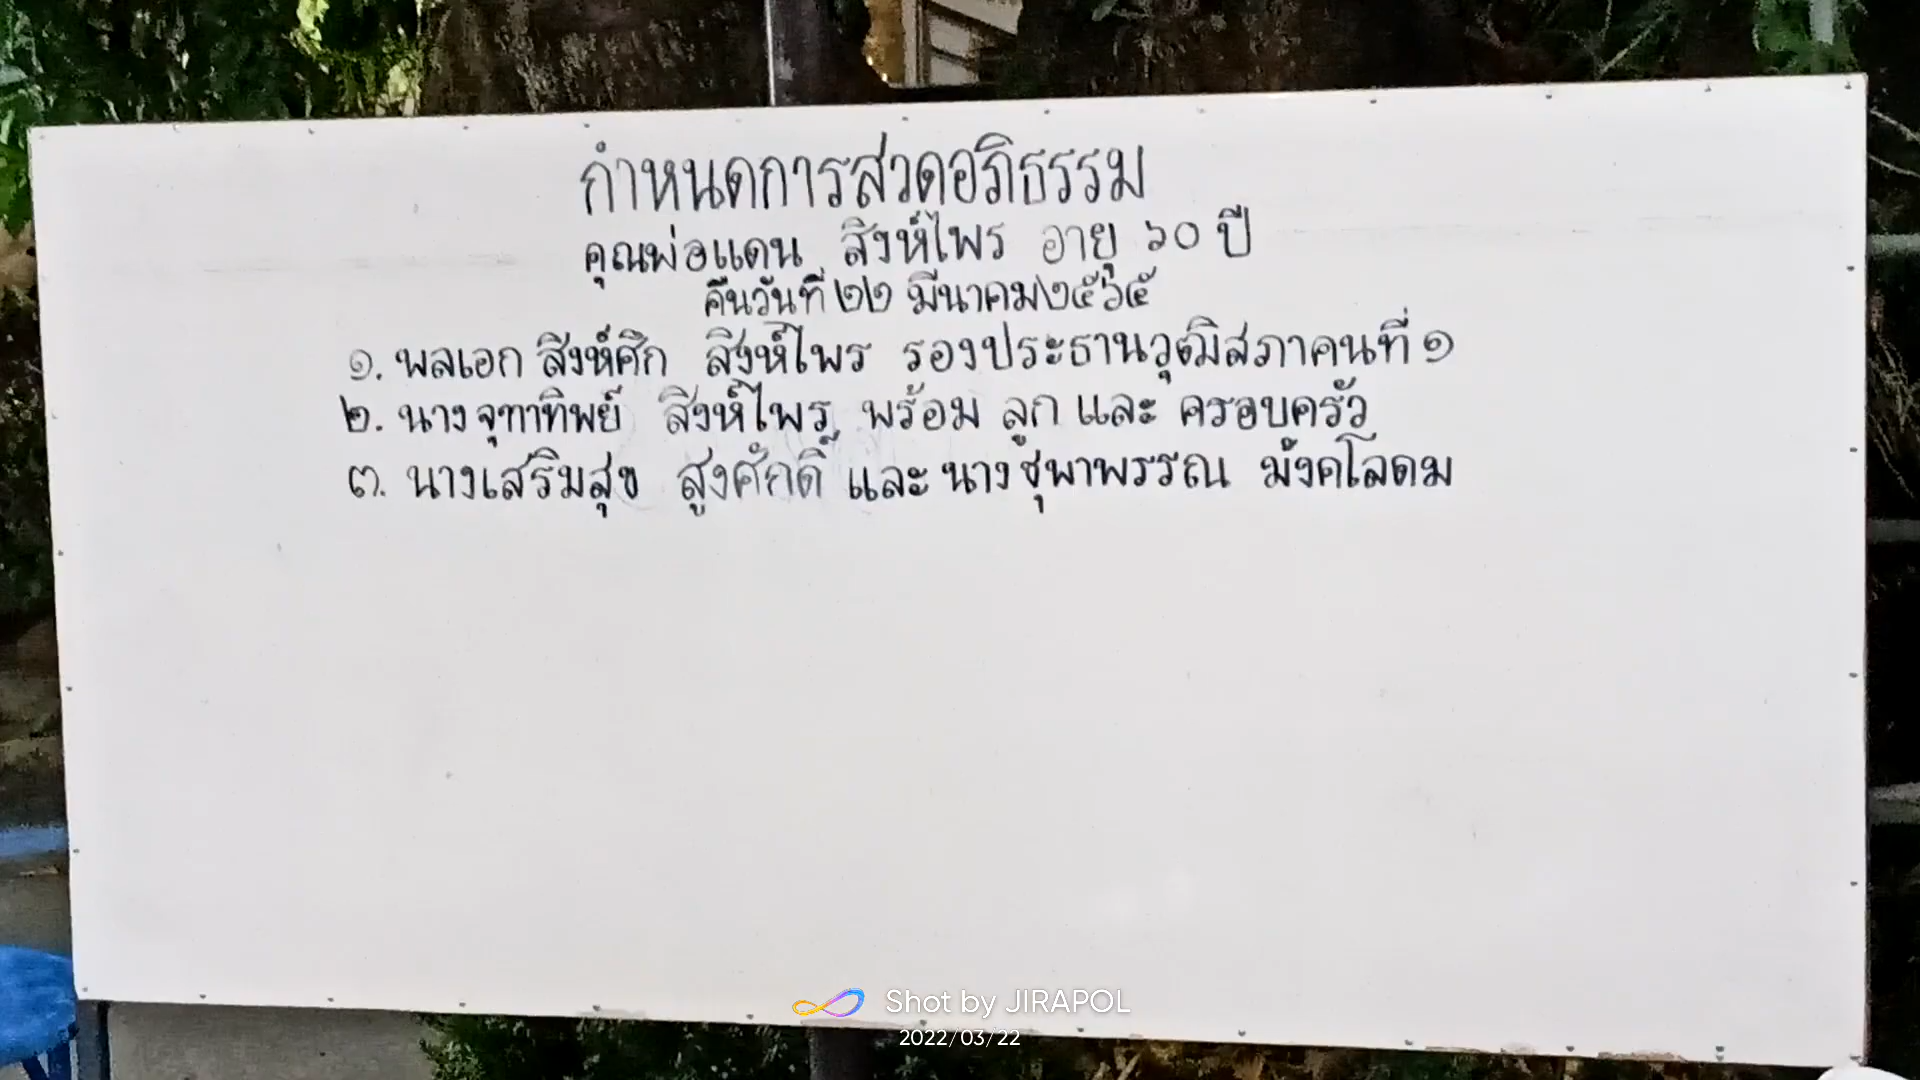 กำหนดการสวดอภิธรรม
คุณพ่อแดน สิงห์ไพร อายุ ๖๐ ปี
คืนวันที่ ๒๒ มีนาคม ๒๕๖๕
๑. พลเอก สิงห์ศึก สิงห์ไพร รองประธานวุฒิสภาคนที่ ๑
๒. นางจุฑาทิพย์ สิงห์ไพร พร้อม ลูก และ ครอบครัว
๓. นางเสริมสุข สูงศักดิ์ และ นางชุพาพรรณ มังคโลดม
Shot by JIRAPOL
2022/03/22